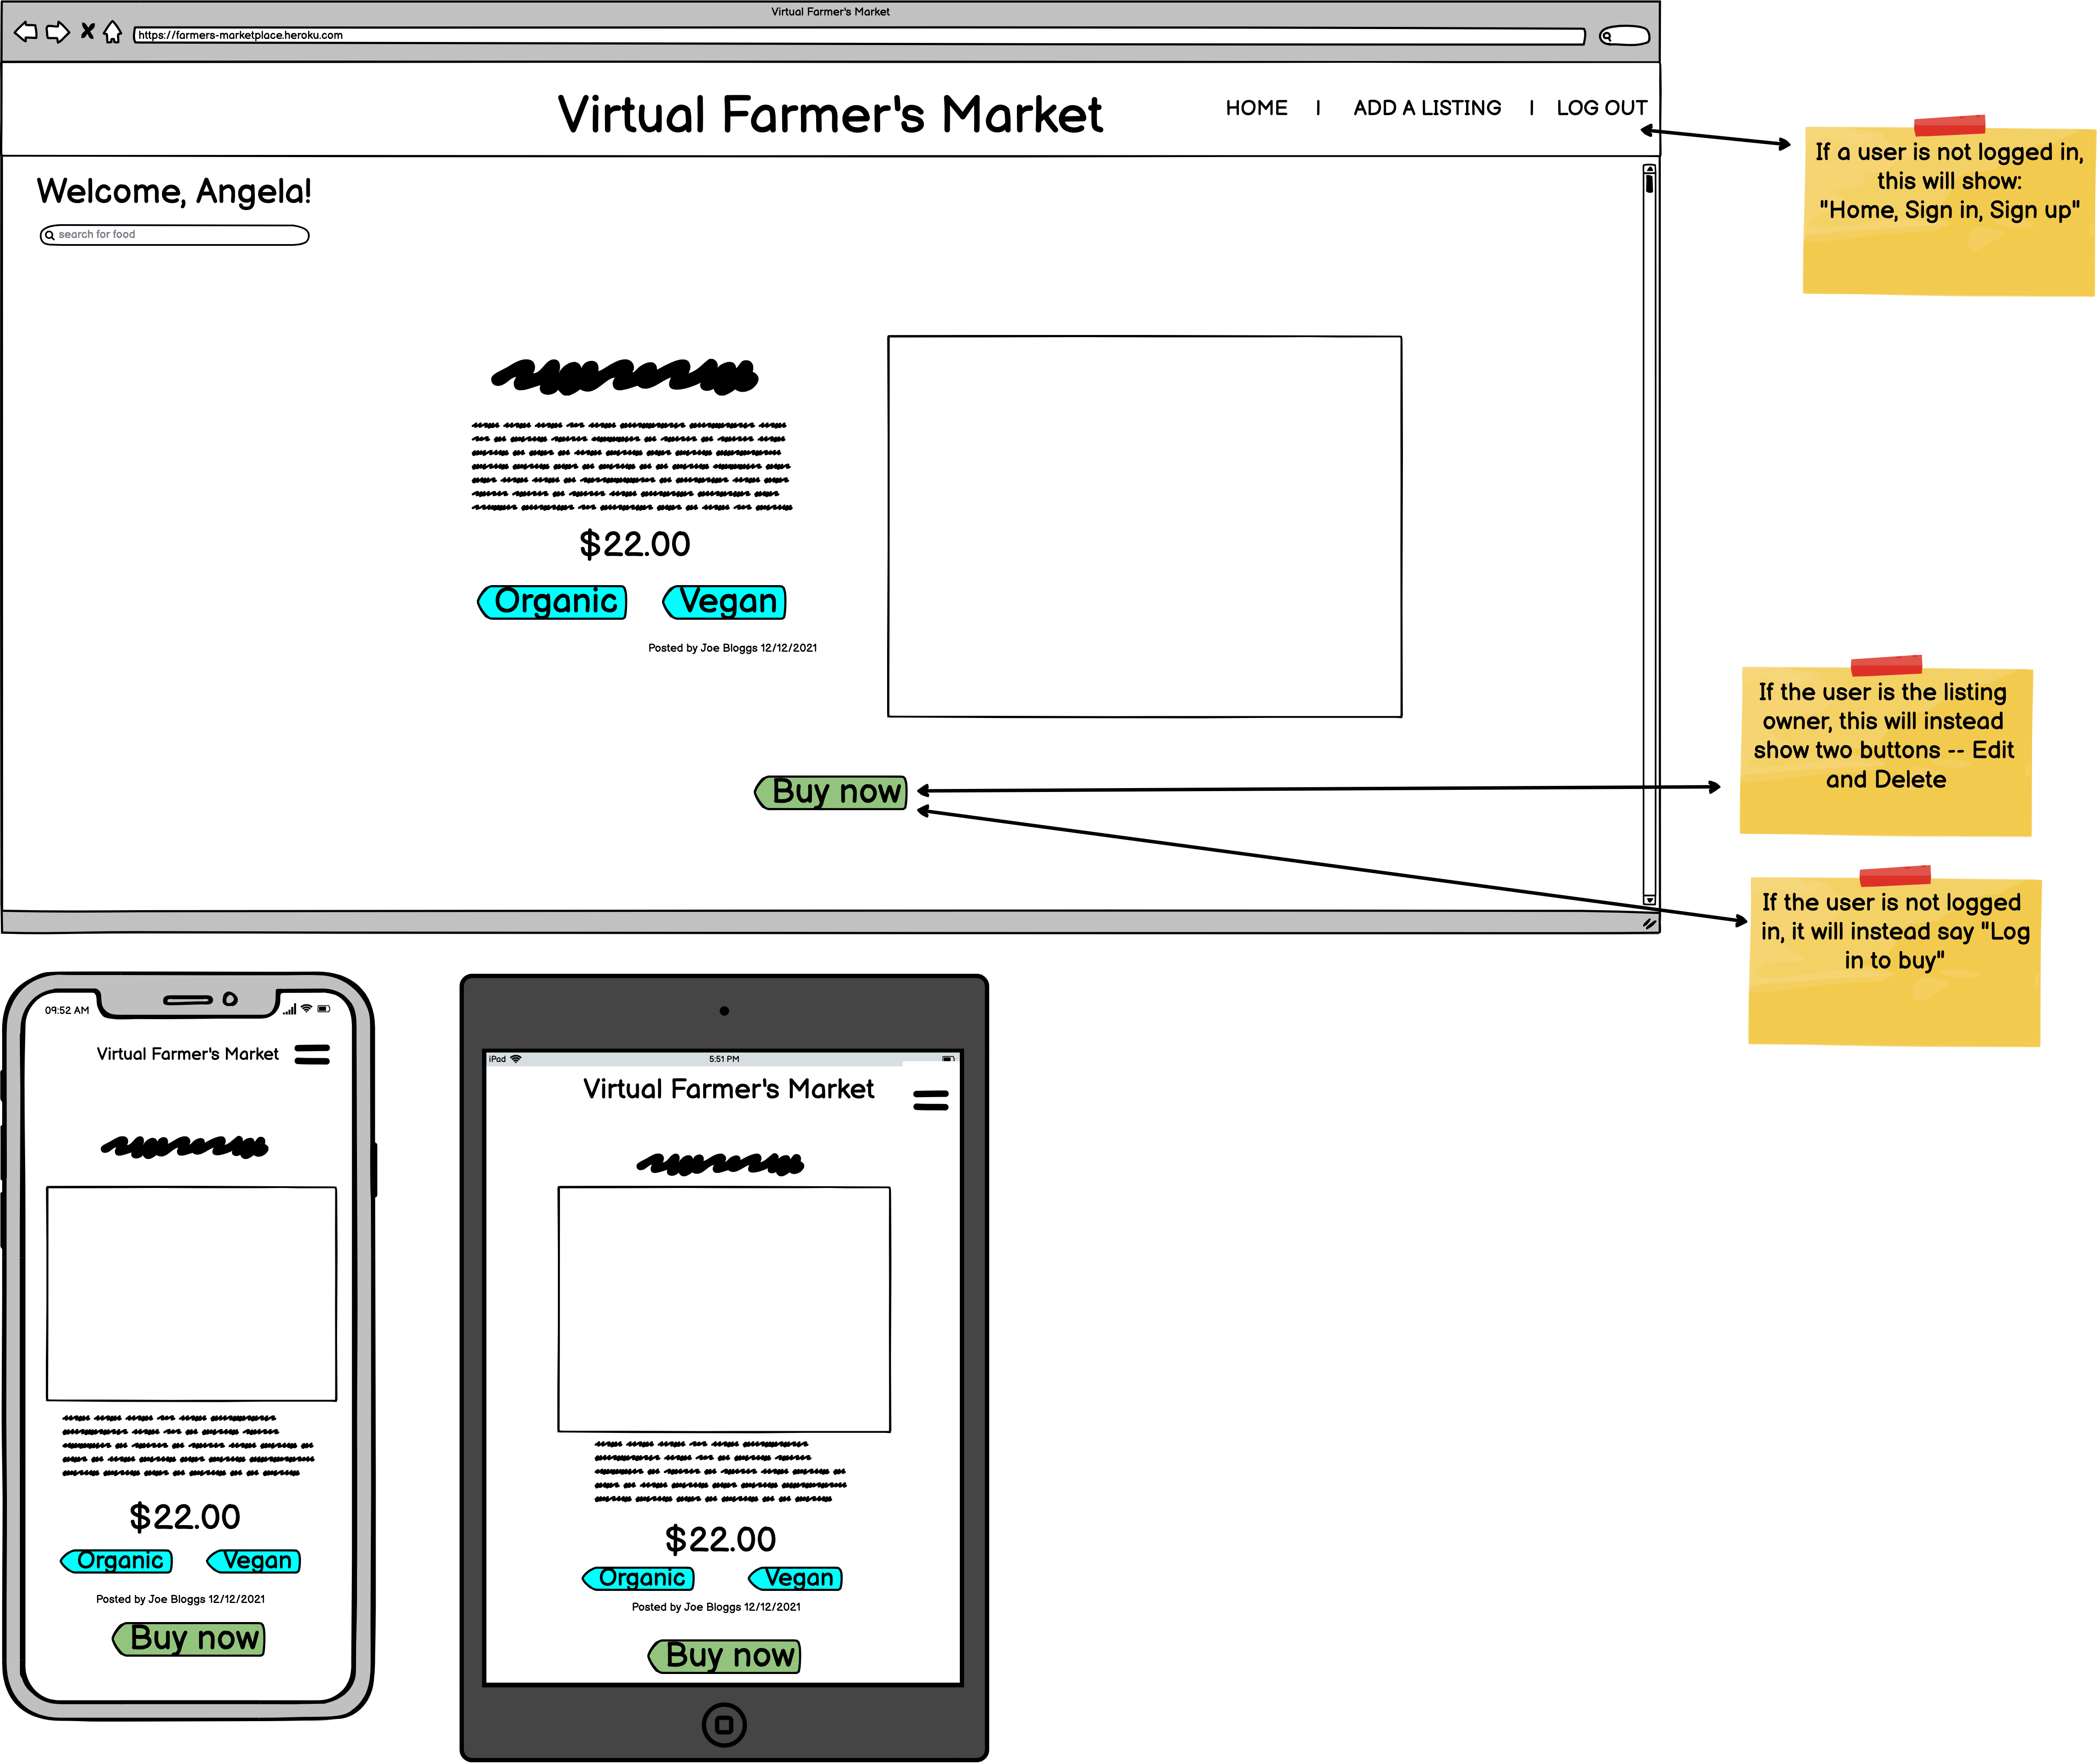 Virtual Farmer's Market
https://farmers-marketplace.heroku.com
Virtual Farmer's Market
HOME | ADD A LISTING | LOG OUT
If a user is not logged in,
this will show:
"Home, Sign in, Sign up"
Welcome, Angela!
search for food
$22.00
Organic Vegan
Posted by Joe Bloggs 12/12/2021
Buy now
If the user is the listing
owner, this will instead
show two buttons -- Edit
and Delete
If the user is not logged
in, it will instead say "Log
in to buy"
09:52 AM
Virtual Farmer's Market
$22.00
Organic Vegan
Posted by Joe Bloggs 12/12/2021
Buy now
iPad 5:51 PM
Virtual Farmer's Market
$22.00
Organic Vegan
Posted by Joe Bloggs 12/12/2021
Buy now